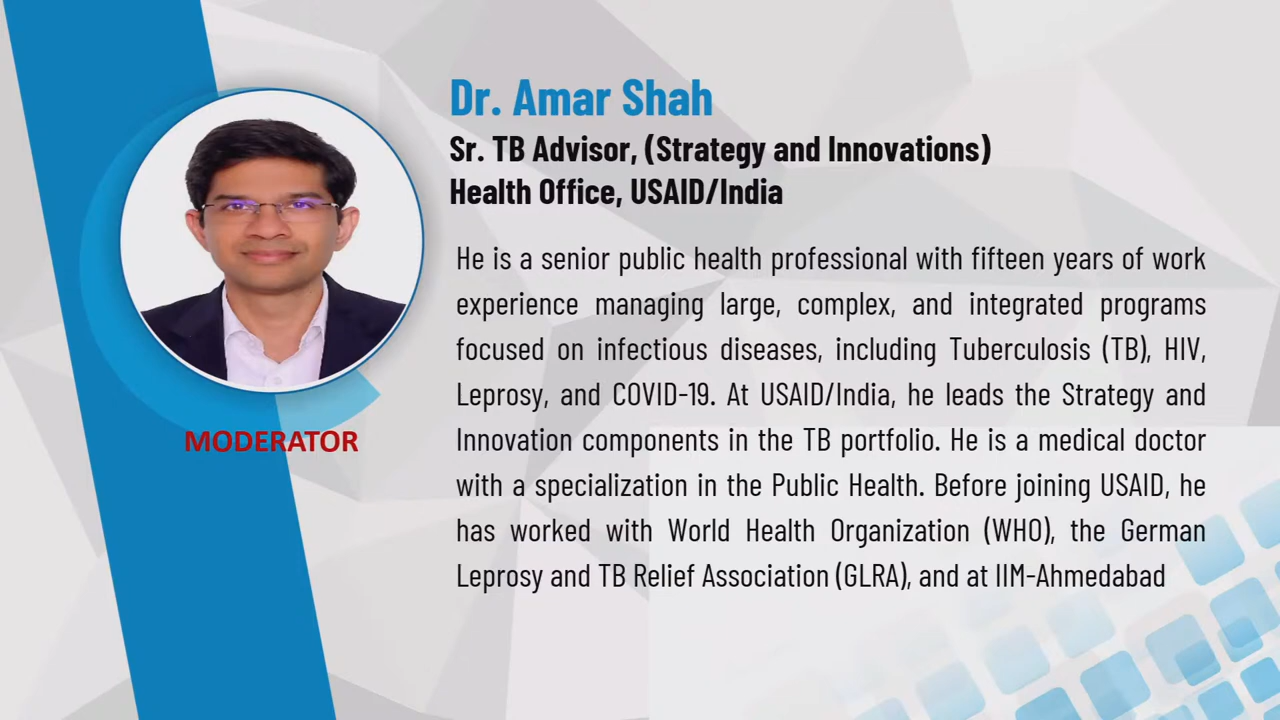 Dr. Amar Shah
Sr. TB Advisor, (Strategy and Innovations)
Health Office, USAID/India
He is a senior public health professional with fifteen years of work
experience managing large, complex, and integrated programs
focused on infectious diseases, including Tuberculosis (TB), HIV,
Leprosy, and COVID-19. At USAID/India, he leads the Strategy and
Innovation components in the TB portfolio. He is a medical doctor
with a specialization in the Public Health. Before joining USAID, he
has worked with World Health Organization (WHO), the German
Leprosy and TB Relief Association (GLRA), and at IIM-Ahmedabad
MODERATOR